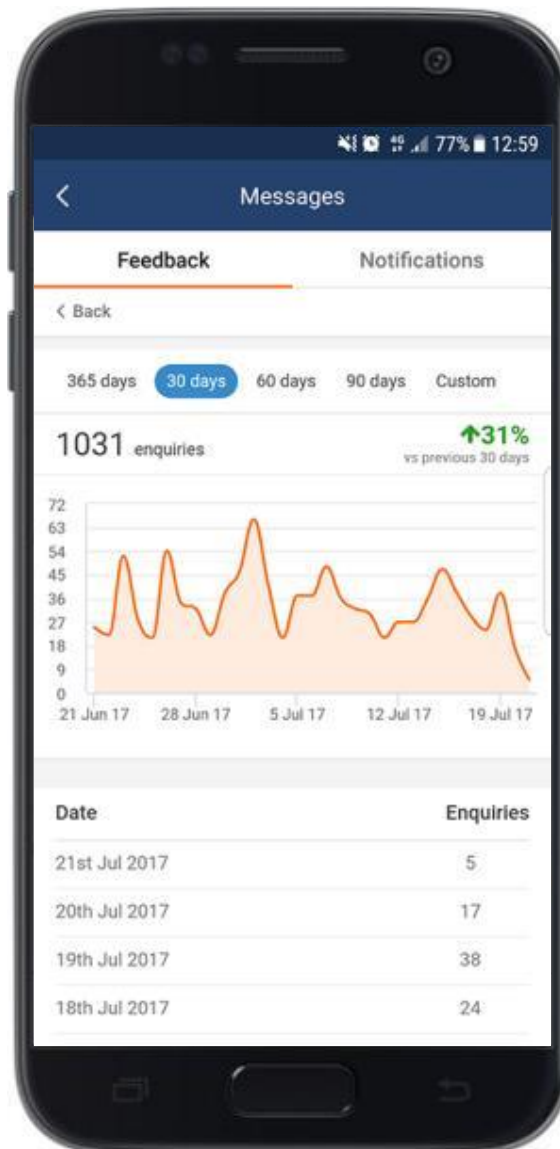 4G 77% 12:59
Messages
Feedback Notifications
< Back
365 days 30 days 60 days 90 days Custom
1031 enquiries
31%
vs previous 30 days
72
63
54
45
36
27
18
9
0
21 Jun 17 28 Jun 17 5 Jul 17 12 Jul 17 19 Jul 17
Date Enquiries
21st Jul 2017 5
20th Jul 2017 17
19th Jul 2017 38
18th Jul 2017 24